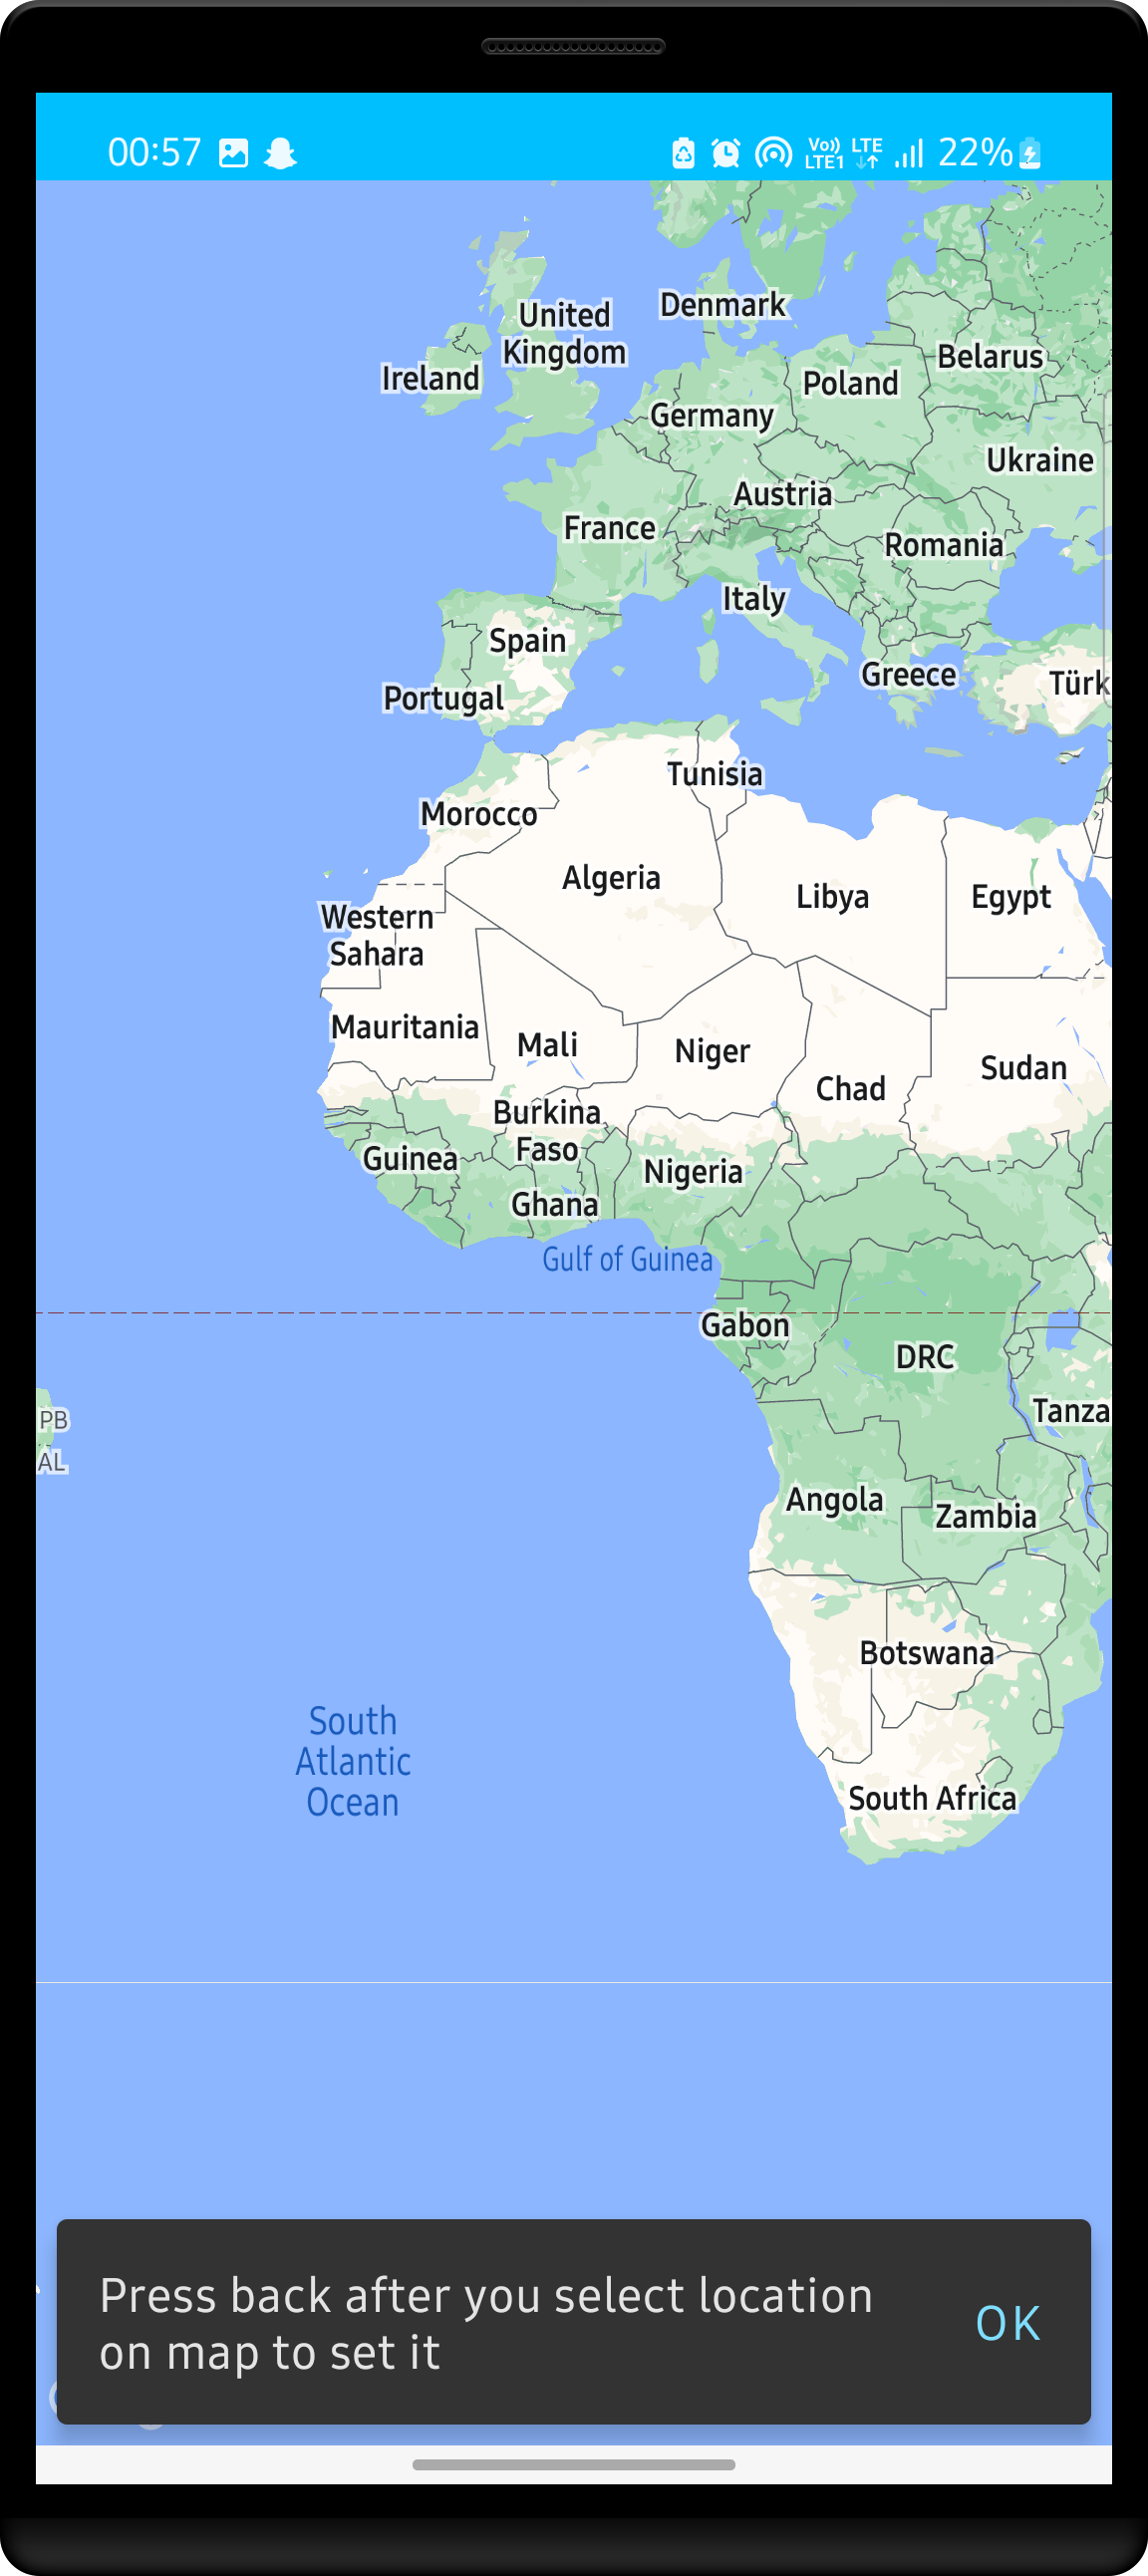 00:57
Vo)) LTE1 LTE 22%
Denmark
United
Kingdom
Ireland
Belarus
Poland
Germany
Ukraine
Austria
France
Romania
Italy
Spain
Greece
Türk
Portugal
Tunisia
Morocco
Algeria
Libya
Egypt
Western
Sahara
Mauritania
Mali
Niger
Sudan
Chad
Burkina
Faso
Guinea
Nigeria
Ghana
Gulf of Guinea
Gabon
DRC
Tanza
PB
AL
Angola
Zambia
Botswana
South
Atlantic
Ocean
South Africa
Press back after you select location
on map to set it
OK